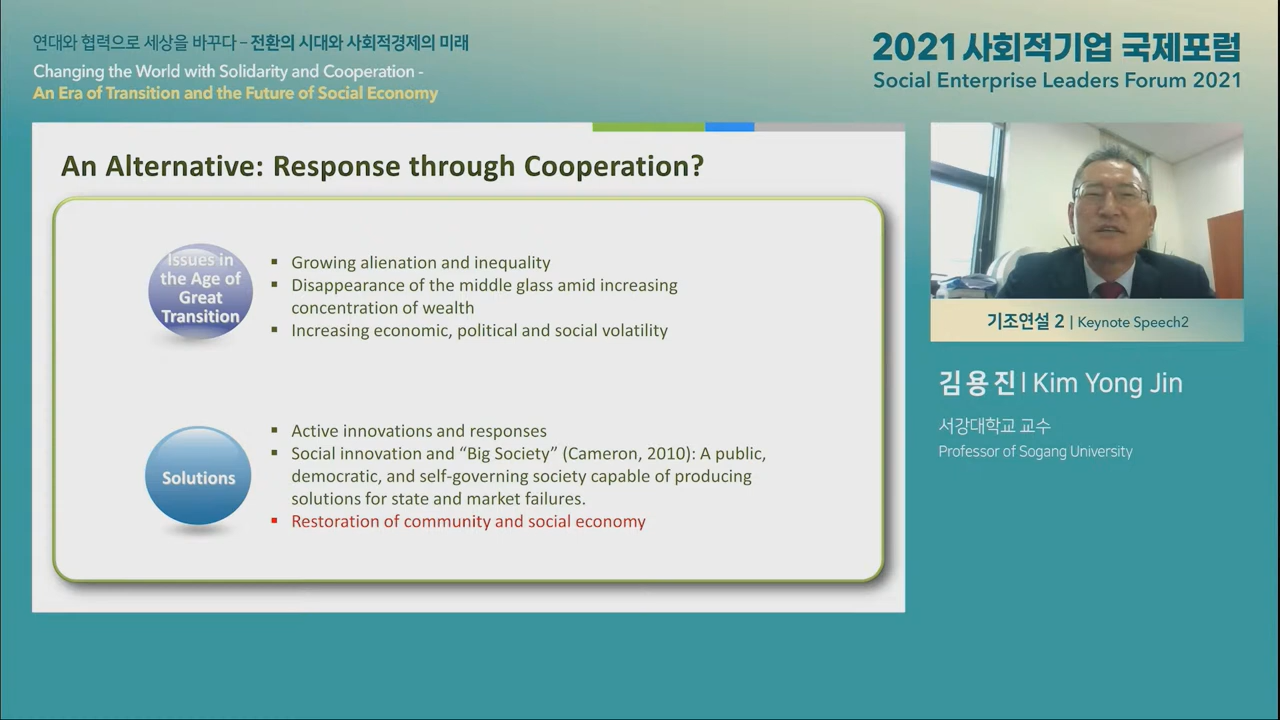 연대와 협력으로 세상을 바꾸다 – 전환의 시대와 사회적경제의 미래
Changing the World with Solidarity and Cooperation -
An Era of Transition and the Future of Social Economy
2021 사회적기업 국제포럼
Social Enterprise Leaders Forum 2021
An Alternative: Response through Cooperation?
Issues in
the Age of
Great
Transition
▪ Growing alienation and inequality
▪ Disappearance of the middle glass amid increasing
concentration of wealth
▪ Increasing economic, political and social volatility
Solutions
▪ Active innovations and responses
▪ Social innovation and “Big Society” (Cameron, 2010): A public,
democratic, and self-governing society capable of producing
solutions for state and market failures.
▪ Restoration of community and social economy
기조연설 2 | Keynote Speech2
김용진 | Kim Yong Jin
서강대학교 교수
Professor of Sogang University